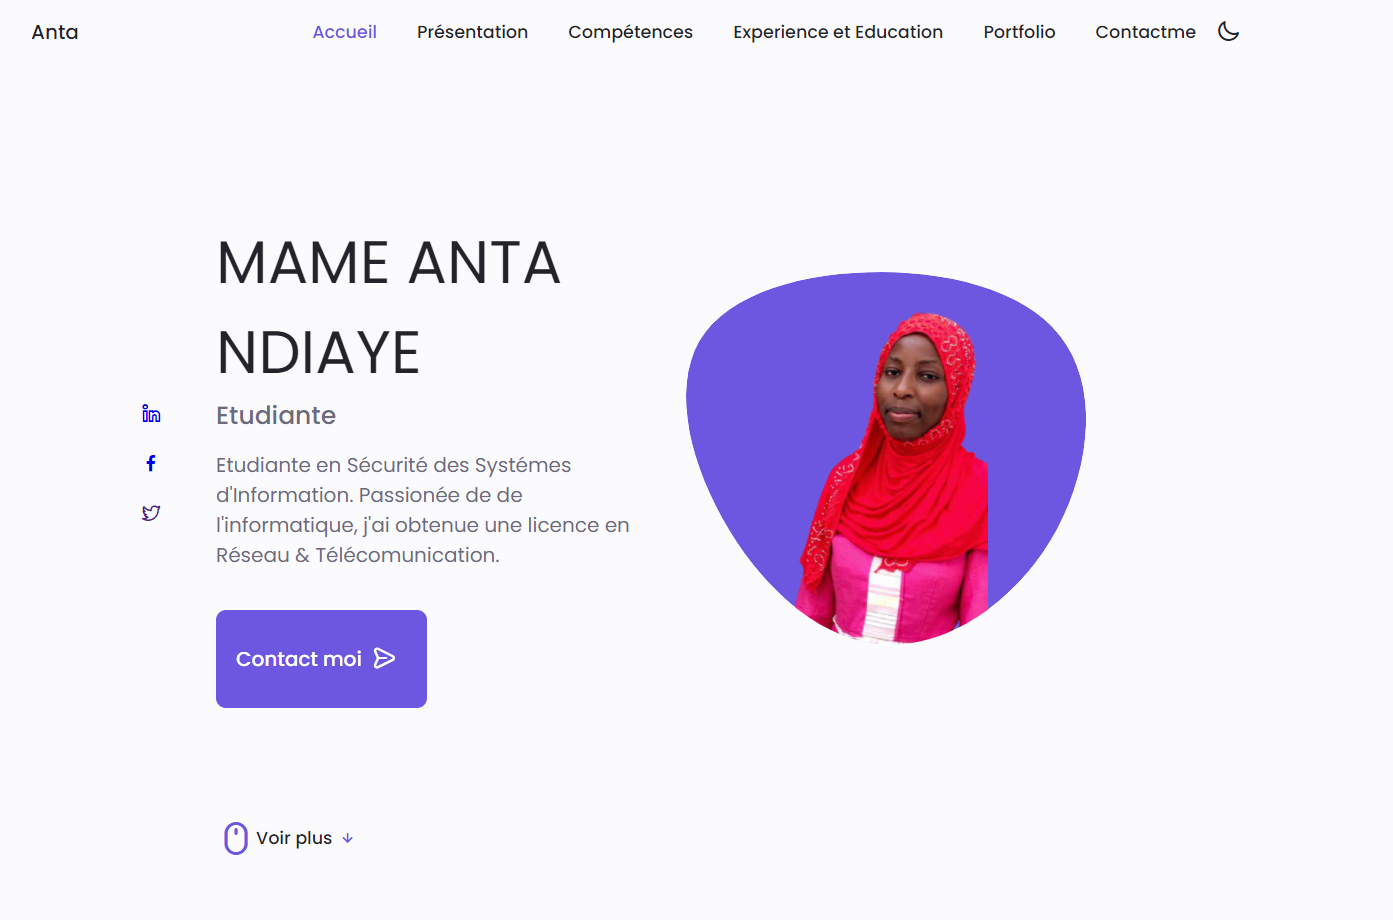 Anta
Accueil
Présentation
Compétences
Experience et Education
Portfolio
Contactme
MAME ANTA
NDIAYE
Etudiante
Etudiante en Sécurité des Systémes
d'Information. Passionée de de
l'informatique, j'ai obtenue une licence en
Réseau & Télécomunication.
Contact moi
Voir plus